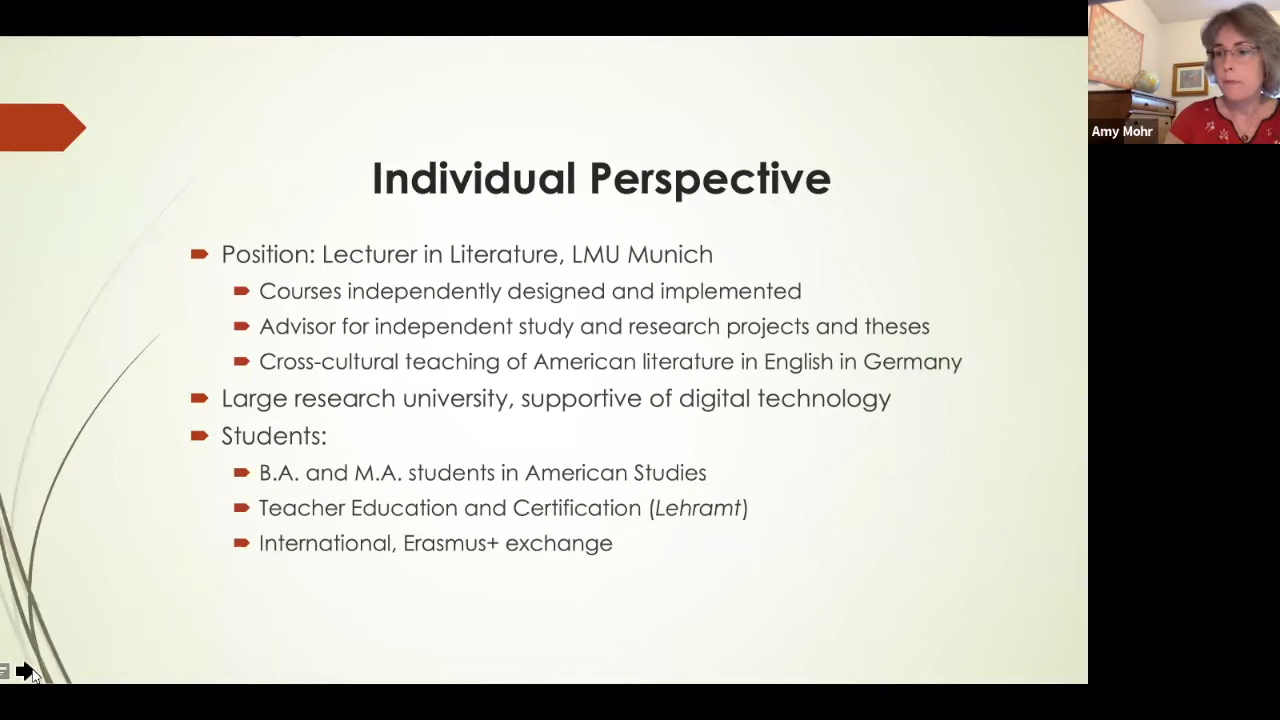 Individual Perspective
Position: Lecturer in Literature, LMU Munich
Courses independently designed and implemented
Advisor for independent study and research projects and theses
Cross-cultural teaching of American literature in English in Germany
Large research university, supportive of digital technology
Students:
B.A. and M.A. students in American Studies
Teacher Education and Certification (Lehramt)
International, Erasmus+ exchange
Amy Mohr